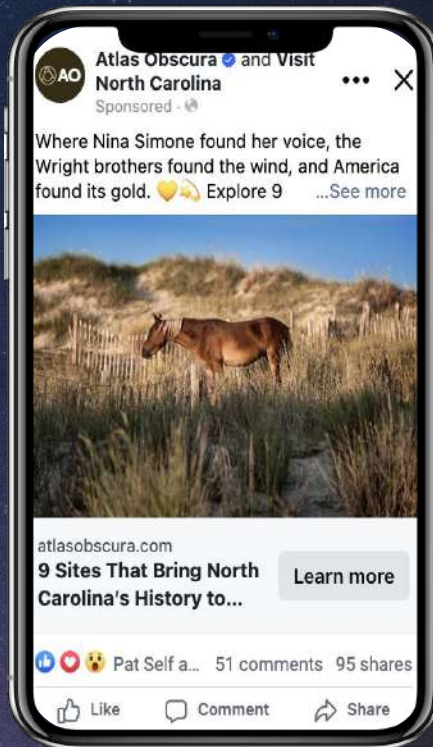 AO
Atlas Obscura and Visit
North Carolina
Sponsored ·
Where Nina Simone found her voice, the
Wright brothers found the wind, and America
found its gold. 💛💫 Explore 9 ...See more
atlasobscura.com
9 Sites That Bring North
Carolina's History to...
Learn more
Pat Self a... 51 comments 95 shares
Like Comment Share